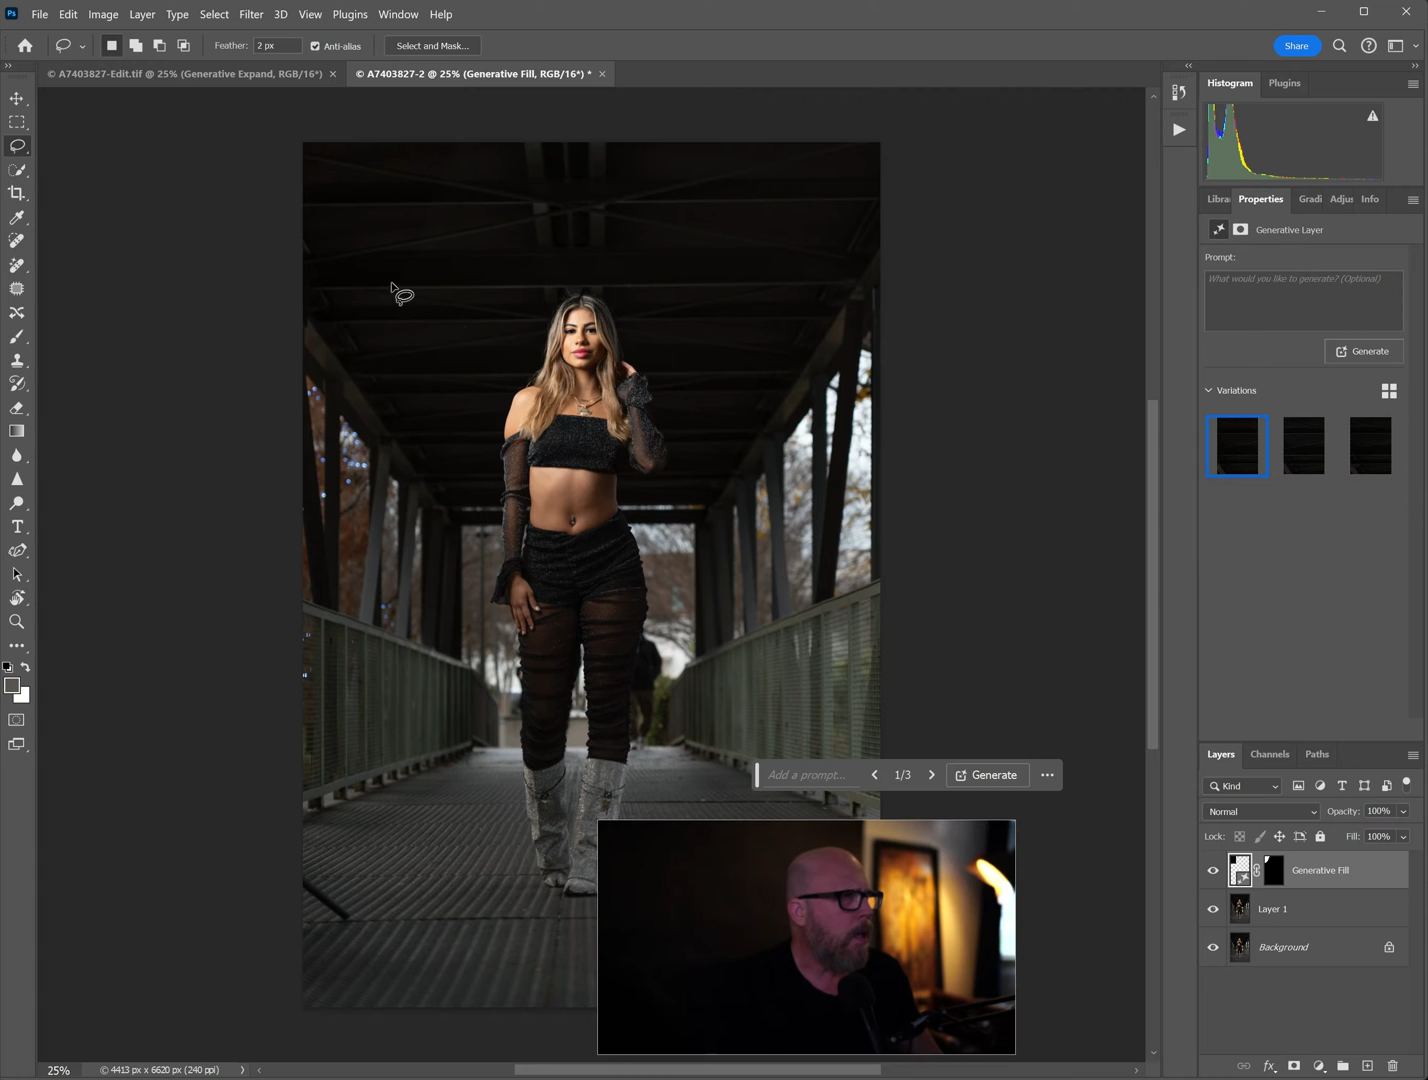 Ps File Edit Image Layer Type Select Filter 3D View Plugins Window Help
Feather: 2 px Anti-alias Select and Mask... Share
© A7403827-Edit.tif @ 25% (Generative Expand, RGB/16*) × © A7403827-2 @ 25% (Generative Fill, RGB/16*) * ×
Histogram Plugins
Libra Properties Gradi Adjus Info
Generative Layer
Prompt:
What would you like to generate? (Optional)
Generate
Variations
Add a prompt... 1/3 Generate
Layers Channels Paths
Kind
Normal Opacity: 100%
Lock: Fill: 100%
Generative Fill
Layer 1
Background
25% © 4413 px x 6620 px (240 ppi)
fx